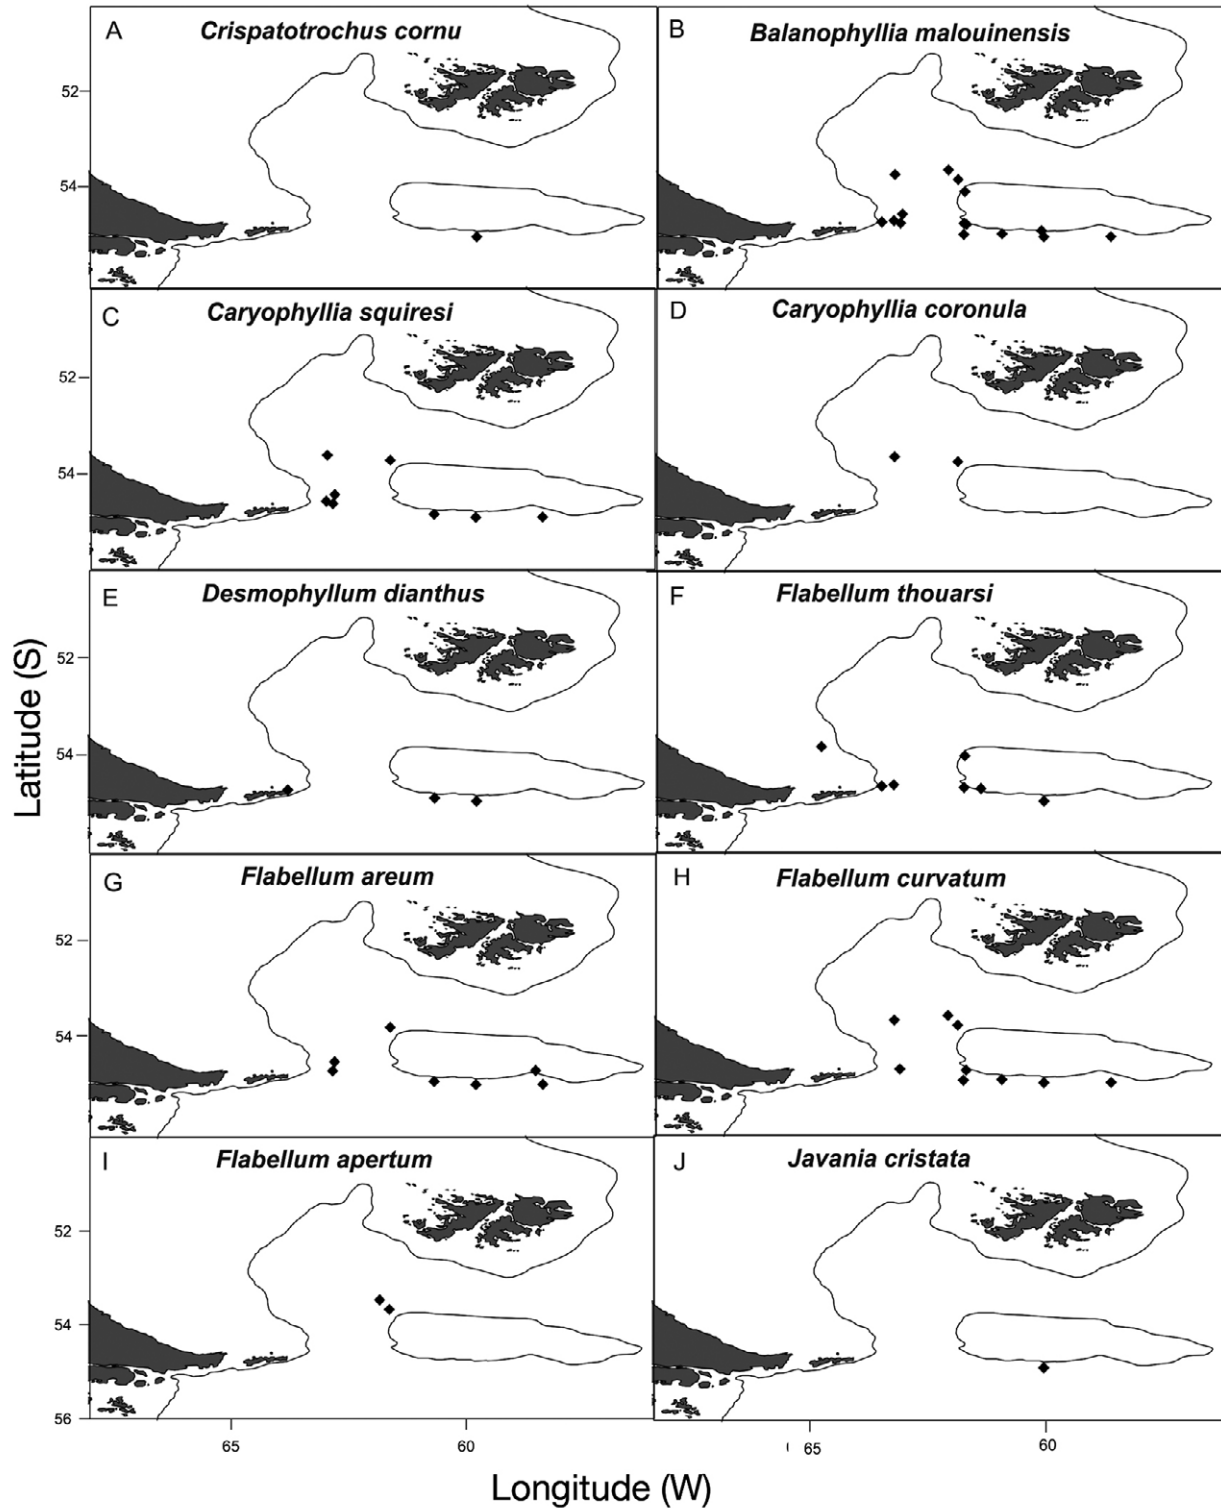 A Crispatotrochus cornu
B Balanophyllia malouinensis
52
54
C Caryophyllia squiresi
D Caryophyllia coronula
52
54
E Desmophyllum dianthus
F Flabellum thouarsi
52
54
G Flabellum areum
H Flabellum curvatum
52
54
I Flabellum apertum
J Javania cristata
52
54
56
65 60 65 60
Latitude (S)
Longitude (W)